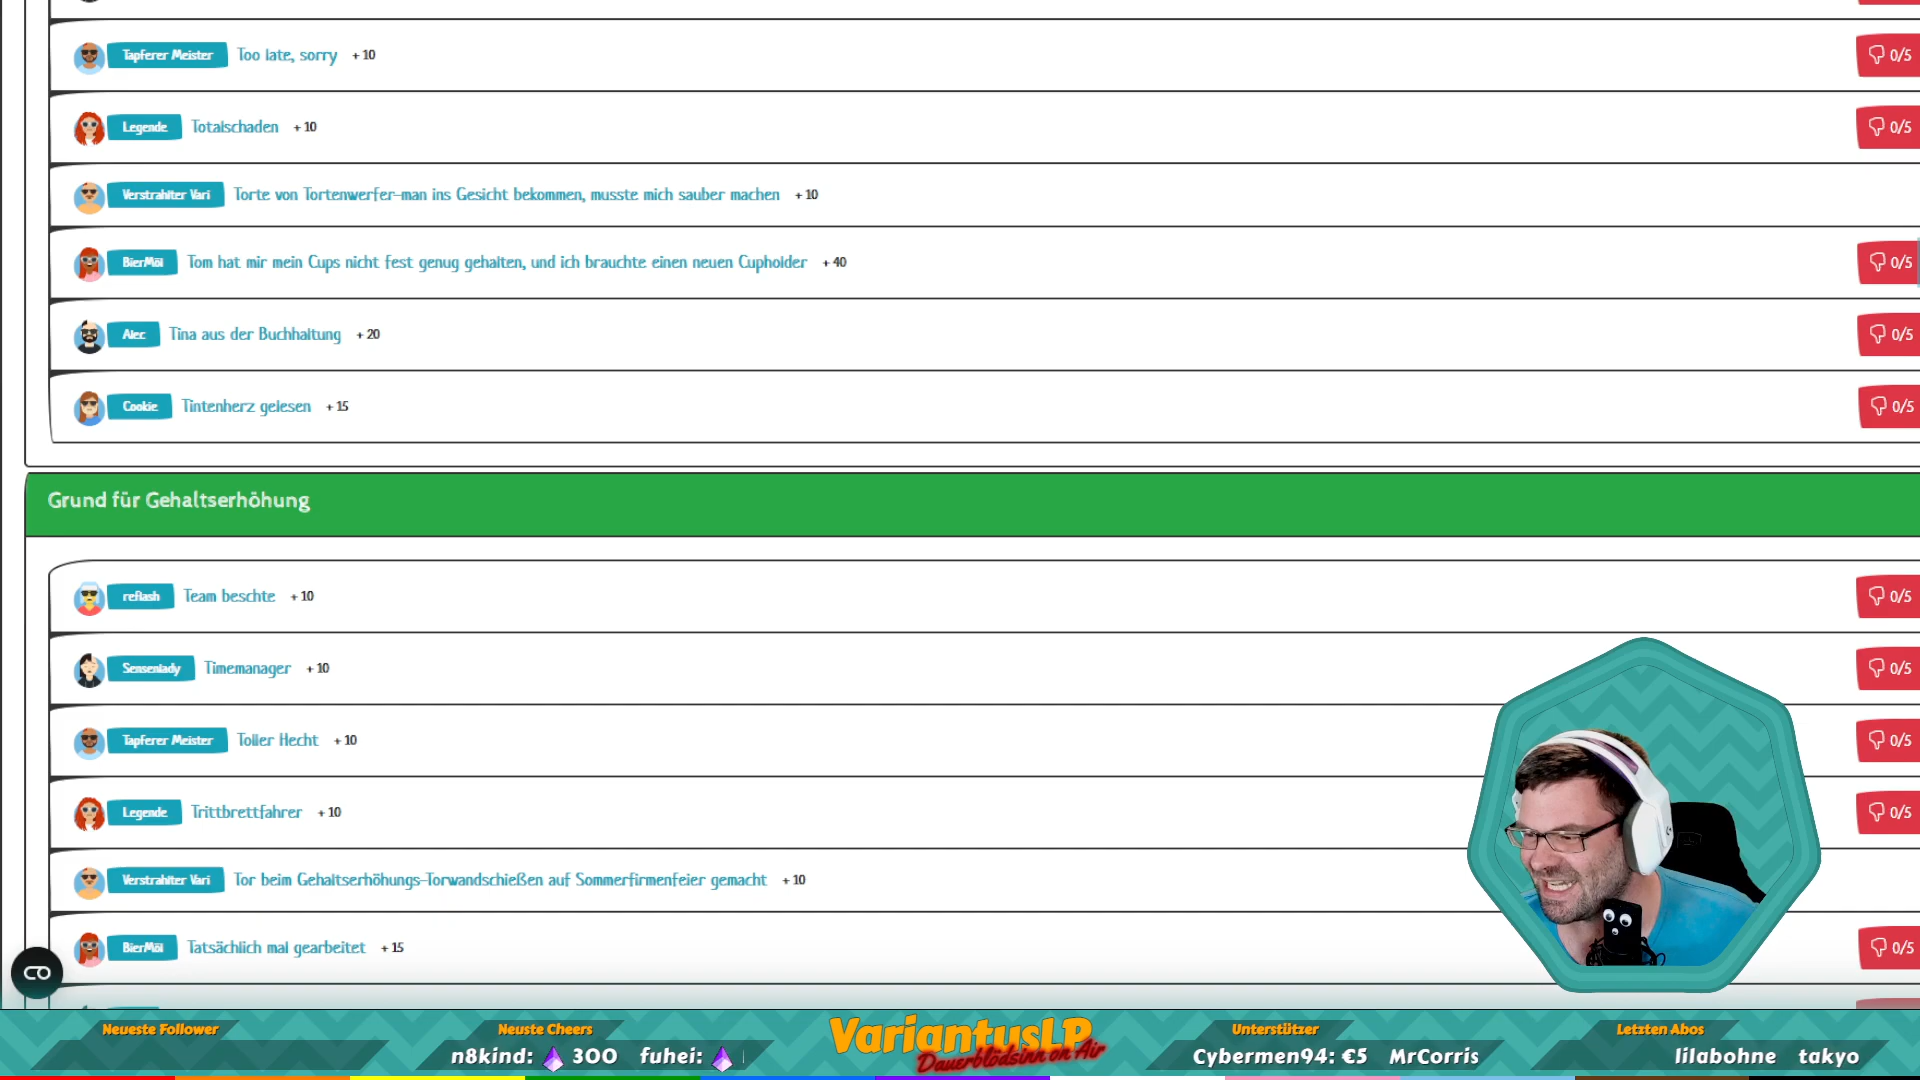 Tapferer Meister Too late, sorry + 10 0/5
Legende Totalschaden + 10 0/5
Verstrahlter Vari Torte von Tortenwerfer-man ins Gesicht bekommen, musste mich sauber machen + 10
BierMöi Tom hat mir mein Cups nicht fest genug gehalten, und ich brauchte einen neuen Cupholder + 40 0/5
Alec Tina aus der Buchhaltung + 20 0/5
Cookie Tintenherz gelesen + 15 0/5
Grund für Gehaltserhöhung
reflash Team beschte + 10 0/5
Sensenlady Timemanager + 10 0/5
Tapferer Meister Toller Hecht + 10 0/5
Legende Trittbrettfahrer + 10 0/5
Verstrahlter Vari Tor beim Gehaltserhöhungs-Torwandschießen auf Sommerfirmenfeier gemacht + 10
BierMöi Tatsächlich mal gearbeitet + 15 0/5
Neueste Follower Neuste Cheers VariantusLP Unterstützer Letzten Abos
n8kind: 300 fuhei: Dauerblödsinn on Air Cybermen94: €5 MrCorris lilabohne takyo